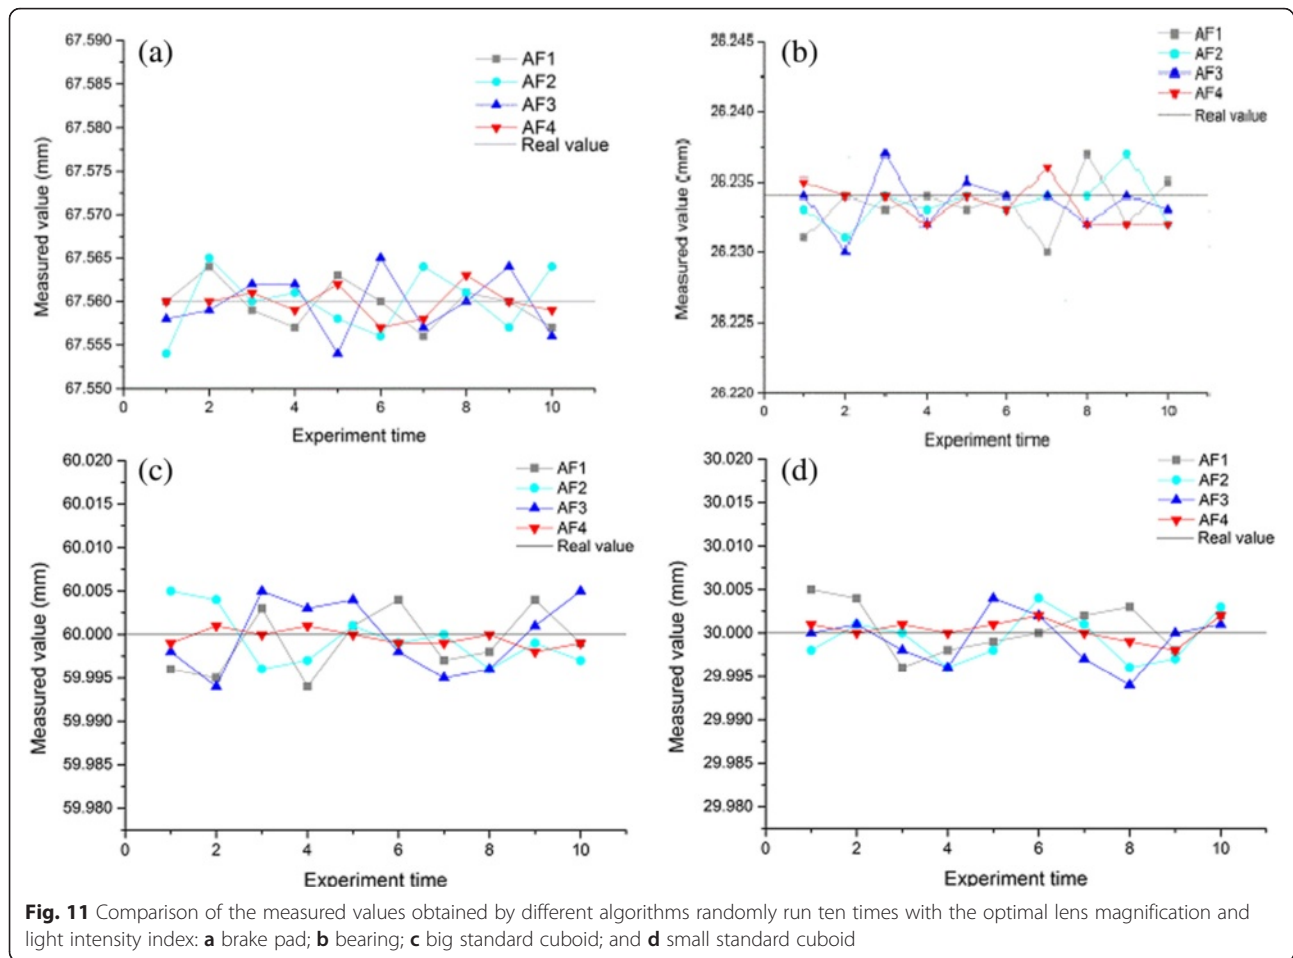 (a)
67.590
67.585
67.580
67.575
67.570
67.565
67.560
67.555
67.550
Measured value (mm)
0 2 4 6 8 10
Experiment time
AF1
AF2
AF3
AF4
Real value
(b)
26.245
26.240
26.235
26.230
26.225
26.220
Measured value (mm)
0 2 4 6 8 10
Experiment time
AF1
AF2
AF3
AF4
Real value
(c)
60.020
60.015
60.010
60.005
60.000
59.995
59.990
59.985
59.980
Measured value (mm)
0 2 4 6 8 10
Experiment time
AF1
AF2
AF3
AF4
Real value
(d)
30.020
30.015
30.010
30.005
30.000
29.995
29.990
29.985
29.980
Measured value (mm)
0 2 4 6 8 10
Experiment time
AF1
AF2
AF3
AF4
Real value
Fig. 11 Comparison of the measured values obtained by different algorithms randomly run ten times with the optimal lens magnification and
light intensity index: a brake pad; b bearing; c big standard cuboid; and d small standard cuboid